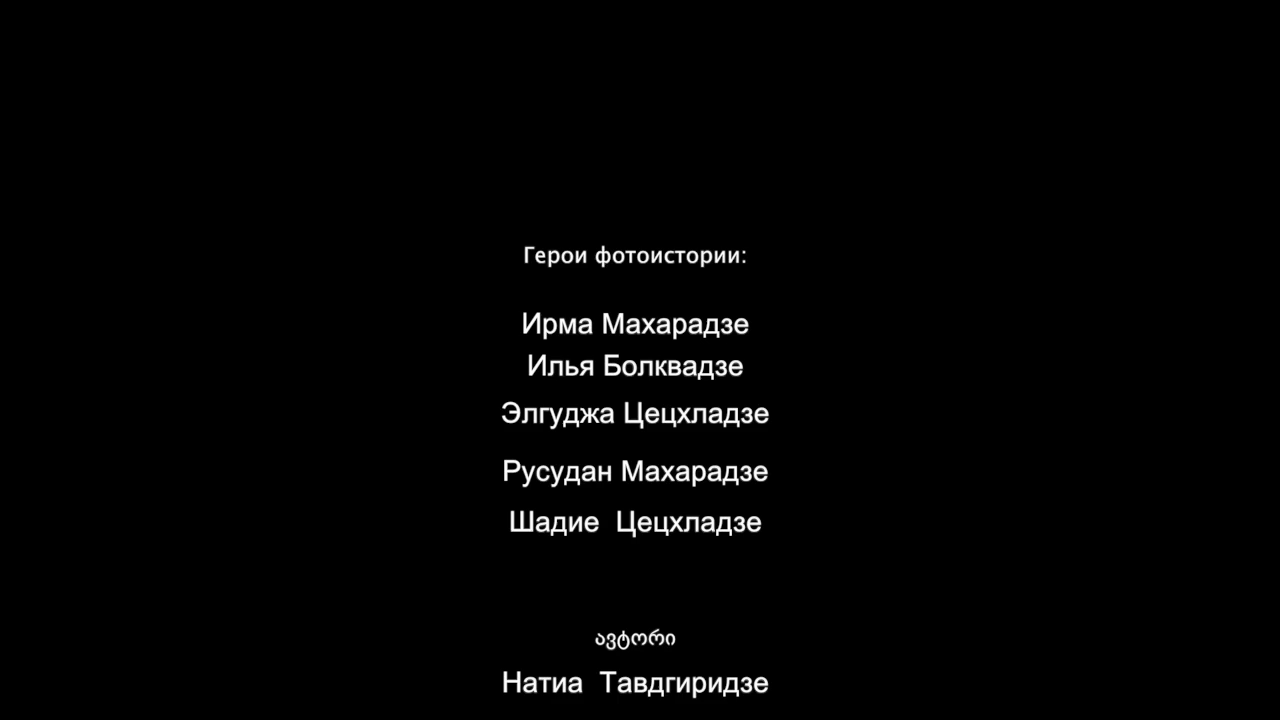 Герои фотоистории:
Ирма Махарадзе
Илья Болквадзе
Элгуджа Цецхладзе
Русудан Махарадзе
Шадие Цецхладзе
ავტორი
Натиа Тавдгиридзе